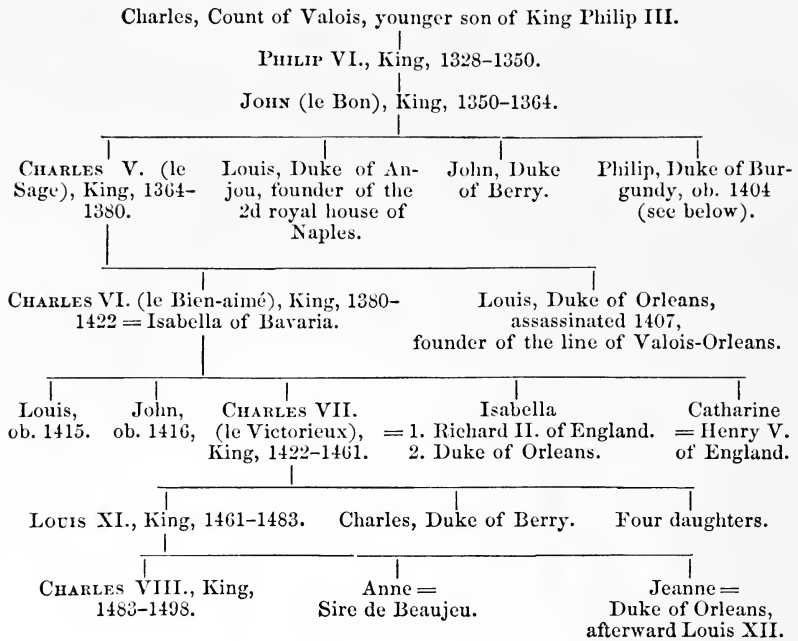 Charles, Count of Valois, younger son of King Philip III.
PHILIP VI., King, 1328–1350.
JOHN (le Bon), King, 1350–1364.
CHARLES V. (le
Sage), King, 1364–
1380.
Louis, Duke of An-
jou, founder of the
2d royal house of
Naples.
John, Duke
of Berry.
Philip, Duke of Bur-
gundy, ob. 1404
(see below).
CHARLES VI. (le Bien-aimé), King, 1380–
1422 = Isabella of Bavaria.
Louis, Duke of Orleans,
assassinated 1407,
founder of the line of Valois-Orleans.
Louis,
ob. 1415.
John,
ob. 1416,
CHARLES VII.
(le Victorieux),
King, 1422–1461.
Isabella
= 1. Richard II. of England.
2. Duke of Orleans.
Catharine
= Henry V.
of England.
LOUIS XI., King, 1461–1483.
Charles, Duke of Berry.
Four daughters.
CHARLES VIII., King,
1483–1498.
Anne =
Sire de Beaujeu.
Jeanne =
Duke of Orleans,
afterward Louis XII.